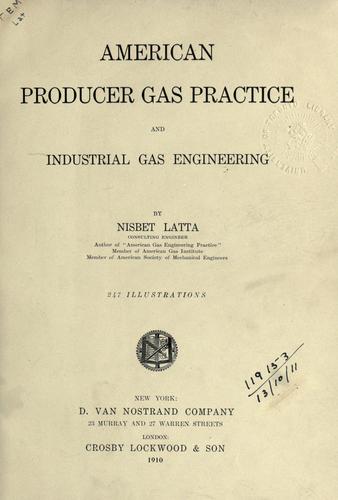 AMERICAN
PRODUCER GAS PRACTICE
AND
INDUSTRIAL GAS ENGINEERING
BY
NISBET LATTA
CONSULTING ENGINEER
Author of "American Gas Engineering Practice"
Member of American Gas Institute
Member of American Society of Mechanical Engineers
247 ILLUSTRATIONS
119153
13/10/11
NEW YORK:
D. VAN NOSTRAND COMPANY
23 MURRAY AND 27 WARREN STREETS
LONDON:
CROSBY LOCKWOOD & SON
1910